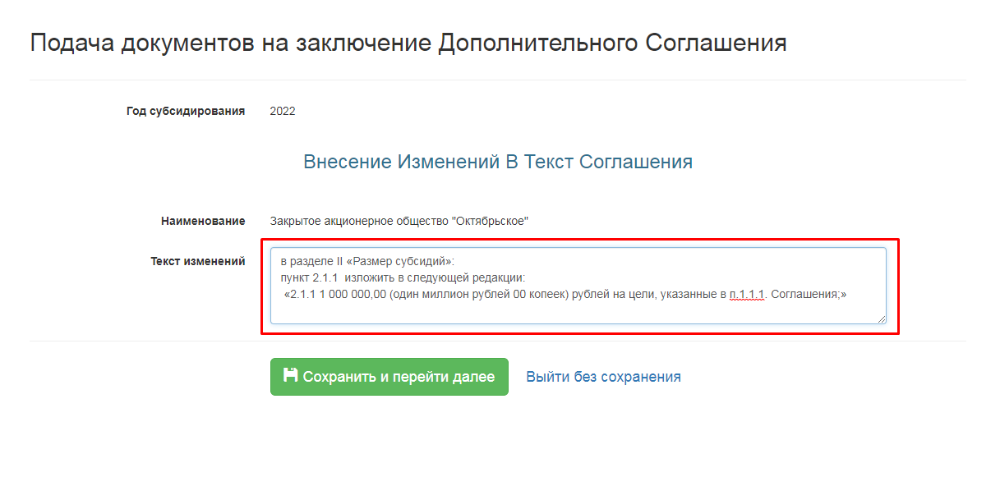 Подача документов на заключение Дополнительного Соглашения
Год субсидирования 2022
Внесение Изменений В Текст Соглашения
Наименование Закрытое акционерное общество "Октябрьское"
Текст изменений в разделе II «Размер субсидий»:
пункт 2.1.1  изложить в следующей редакции:
«2.1.1 1 000 000,00 (один миллион рублей 00 копеек) рублей на цели, указанные в п.1.1.1. Соглашения;»
Сохранить и перейти далее Выйти без сохранения